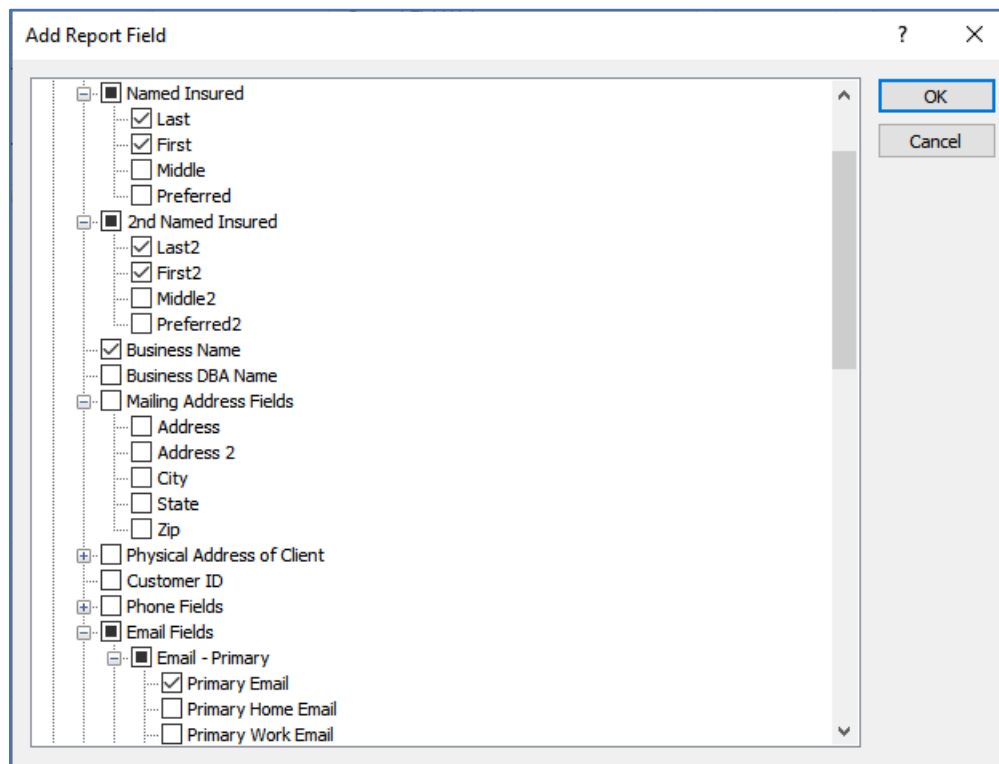 Add Report Field
?
OK
Cancel
Named Insured
Last
First
Middle
Preferred
2nd Named Insured
Last2
First2
Middle2
Preferred2
Business Name
Business DBA Name
Mailing Address Fields
Address
Address 2
City
State
Zip
Physical Address of Client
Customer ID
Phone Fields
Email Fields
Email - Primary
Primary Email
Primary Home Email
Primary Work Email